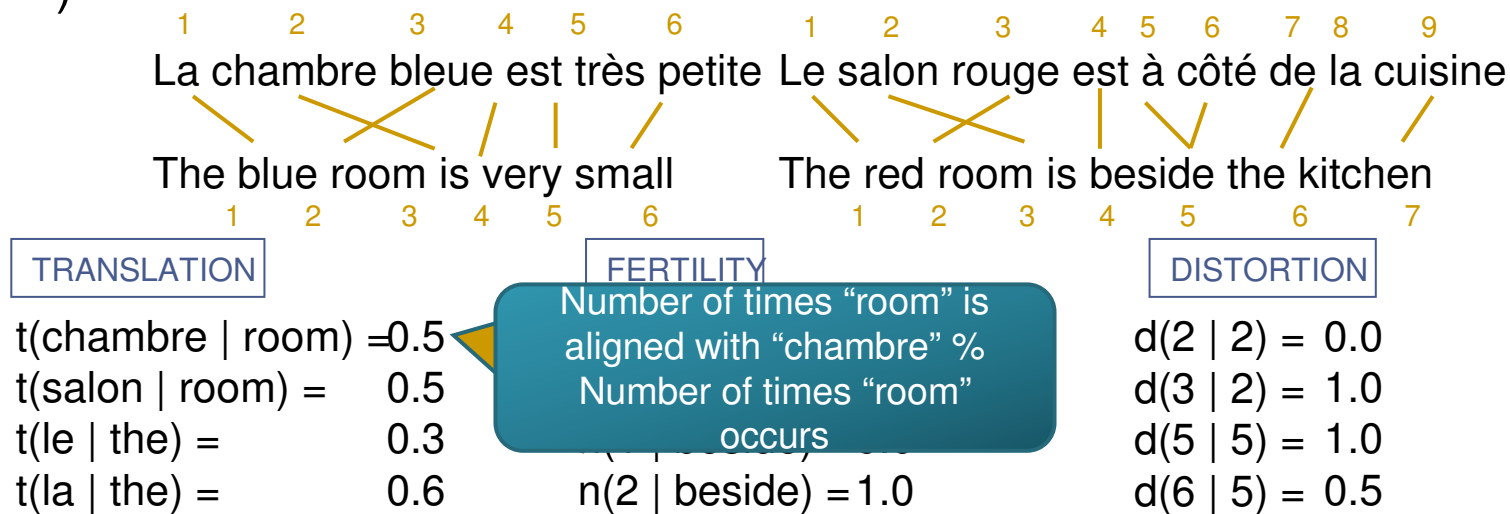 )
1 2 3 4 5 6 1 2 3 4 5 6 7 8 9
La chambre bleue est très petite Le salon rouge est à côté de la cuisine
The blue room is very small The red room is beside the kitchen
1 2 3 4 5 6 1 2 3 4 5 6 7
TRANSLATION FERTILITY DISTORTION
Number of times “room” is
aligned with “chambre” %
Number of times “room”
occurs
t(chambre | room) =0.5 d(2 | 2) = 0.0
t(salon | room) = 0.5 d(3 | 2) = 1.0
t(le | the) = 0.3 d(5 | 5) = 1.0
t(la | the) = 0.6 n(2 | beside) =1.0 d(6 | 5) = 0.5